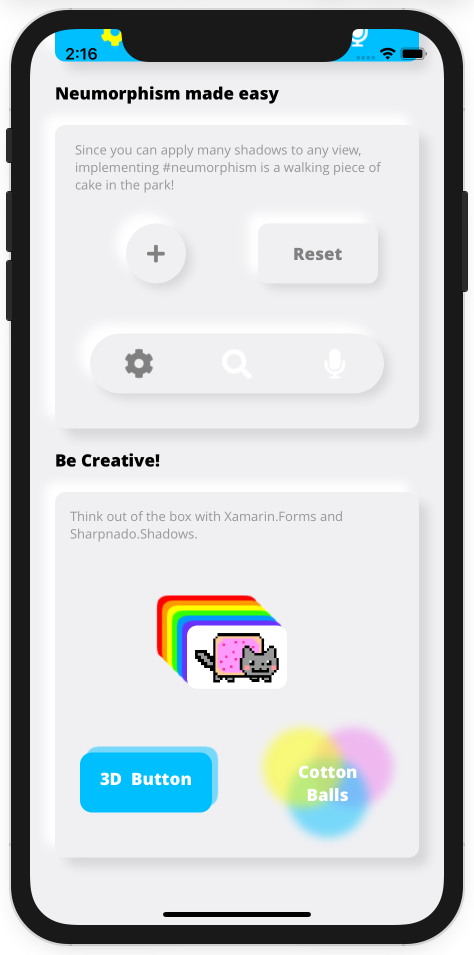 2:16
Neumorphism made easy
Since you can apply many shadows to any view,
implementing #neumorphism is a walking piece of
cake in the park!
Reset
Be Creative!
Think out of the box with Xamarin.Forms and
Sharpnado.Shadows.
3D Button
Cotton
Balls